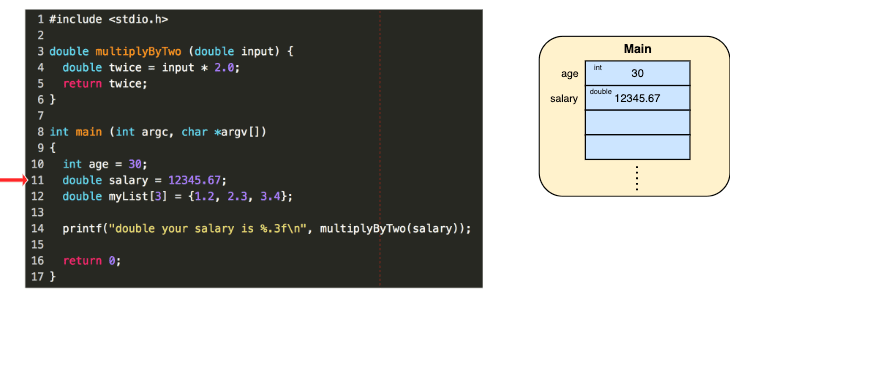 1 #include <stdio.h>
2
3 double multiplyByTwo (double input) {
4   double twice = input * 2.0;
5   return twice;
6 }
7
8 int main (int argc, char *argv[])
9 {
10   int age = 30;
11   double salary = 12345.67;
12   double myList[3] = {1.2, 2.3, 3.4};
13
14   printf("double your salary is %.3f\n", multiplyByTwo(salary));
15
16   return 0;
17 }
Main
age int 30
salary double 12345.67